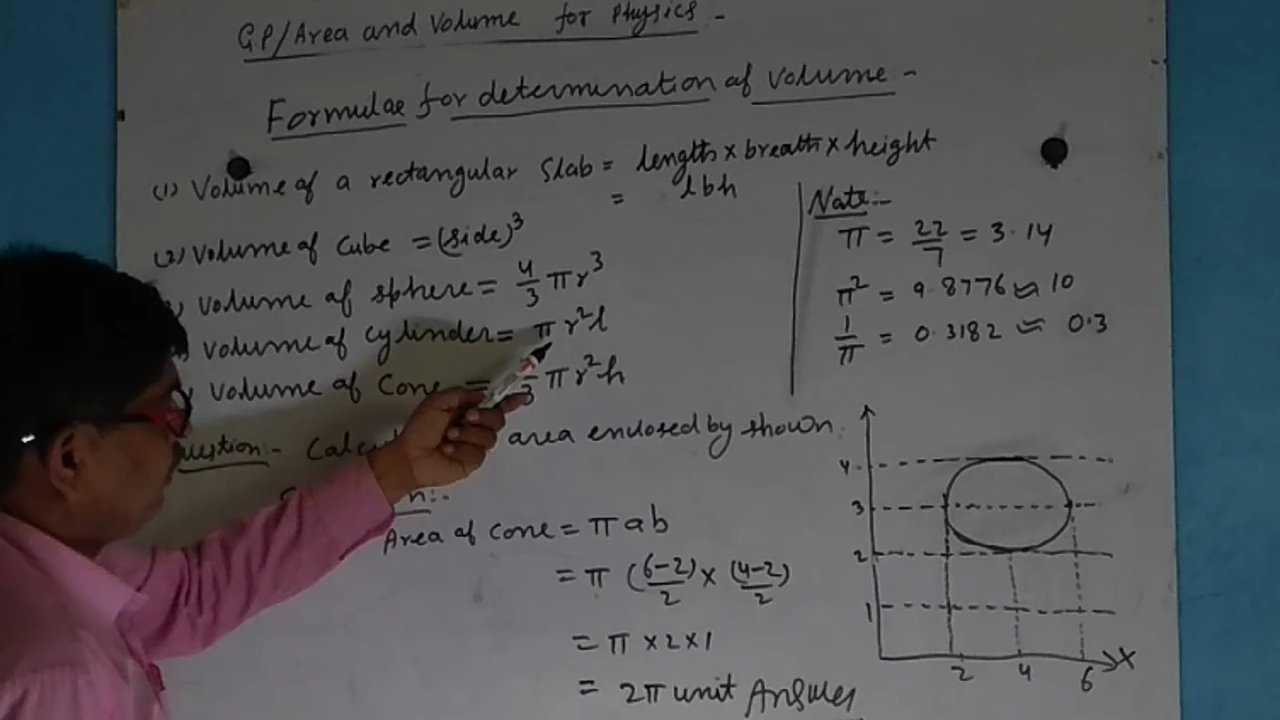 GP/Area and Volume for Physics -
Formulae for determination of volume -
(1) Volume of a rectangular Slab = length × breath × height
= lbh
(2) Volume of Cube = (side)³
) Volume of sphere = 4/3 πr³
) Volume of Cylinder = πr²l
) Volume of Cone = /3 πr²h
Note:-
π = 22/7 = 3.14
π² = 9.8776 ≈ 10
1/π = 0.3182 ≈ 0.3
uestion:- Calc area enclosed by shown
n:-
Area of cone = πab
= π (6-2)/2 × (4-2)/2
= π × 2 × 1
= 2π unit Answer
4
3
2
1
2 4 6 X